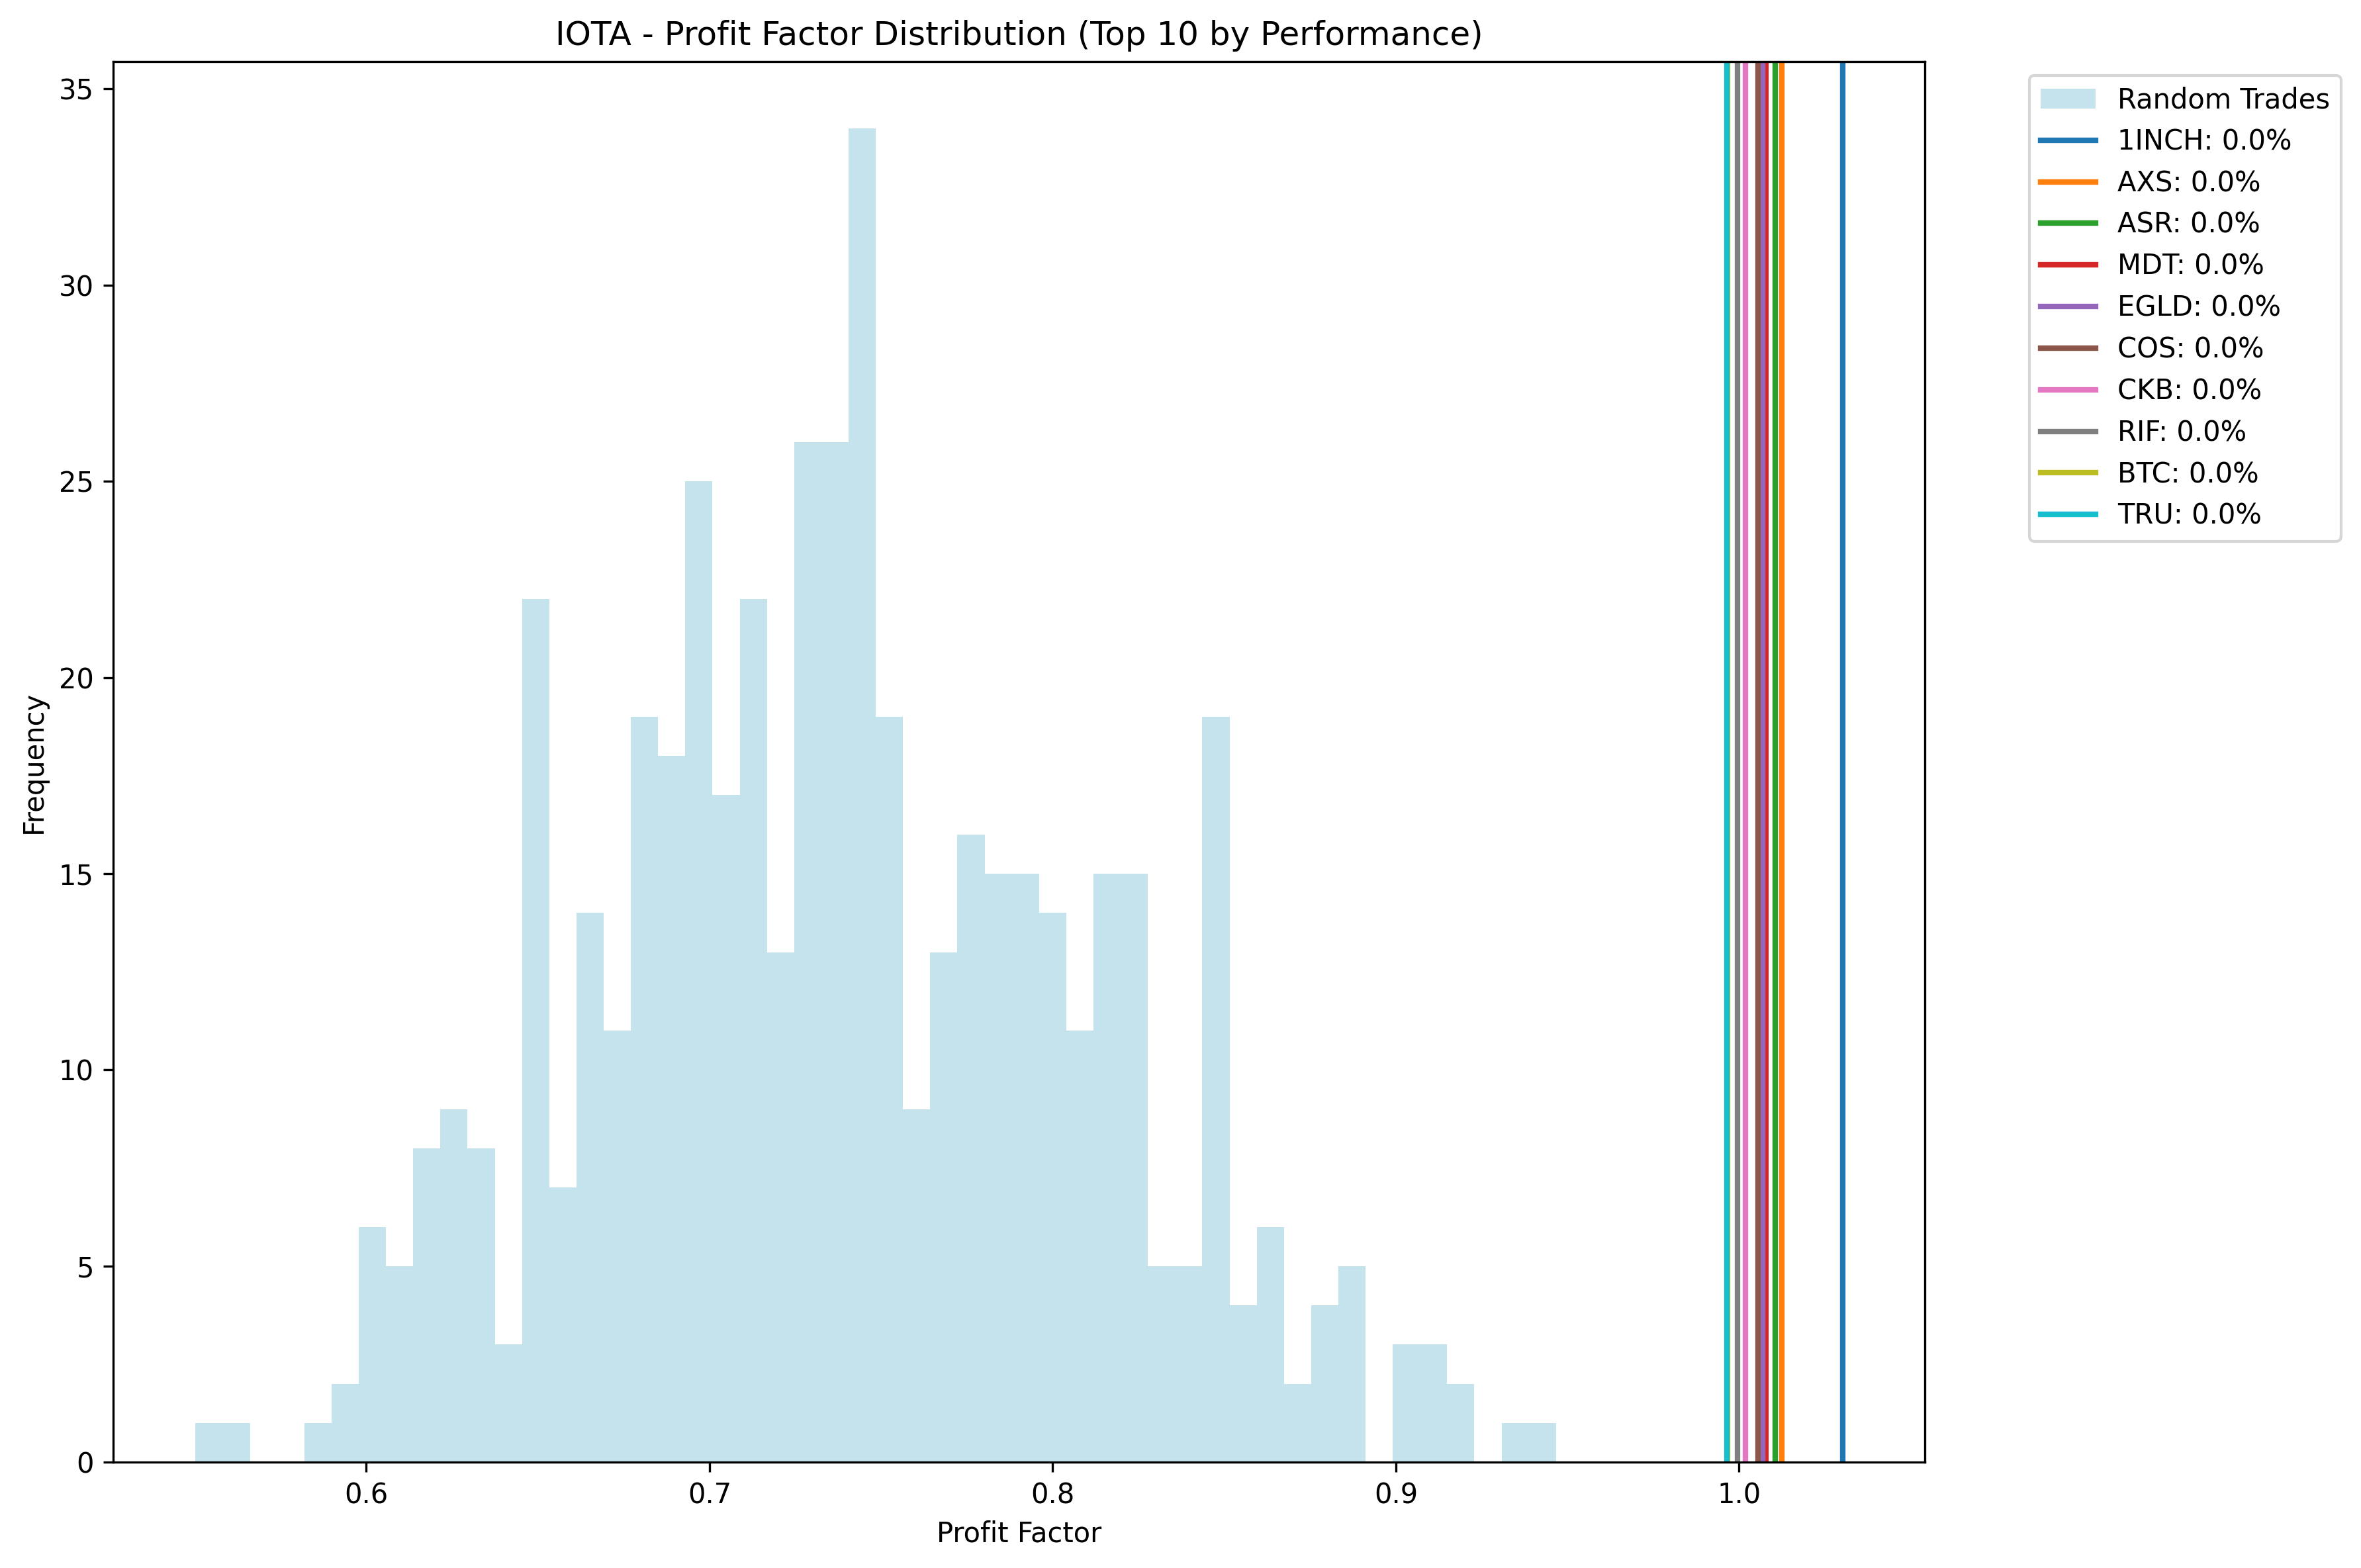 IOTA - Profit Factor Distribution (Top 10 by Performance)
35
30
25
20
15
10
5
0
Frequency
0.6
0.7
0.8
0.9
1.0
Profit Factor
Random Trades
1INCH: 0.0%
AXS: 0.0%
ASR: 0.0%
MDT: 0.0%
EGLD: 0.0%
COS: 0.0%
CKB: 0.0%
RIF: 0.0%
BTC: 0.0%
TRU: 0.0%